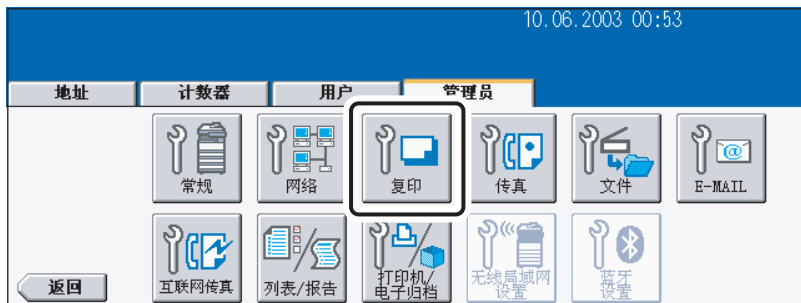 10.06.2003 00:53
地址 计数器 用户 管理员
常规 网络 复印 传真 文件 E-MAIL
互联网传真 列表/报告 打印机/ 无线局域网 蓝牙
电子归档 设置 设置
返回